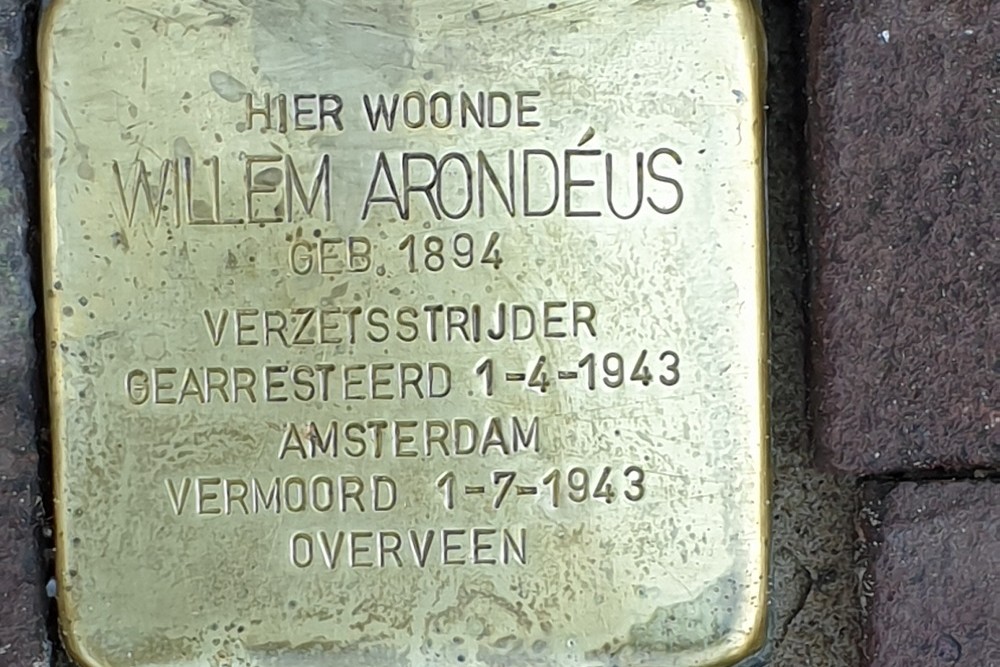 HIER WOONDE
WILLEM ARONDÉUS
GEB. 1894
VERZETSSTRIJDER
GEARRESTEERD 1-4-1943
AMSTERDAM
VERMOORD 1-7-1943
OVERVEEN